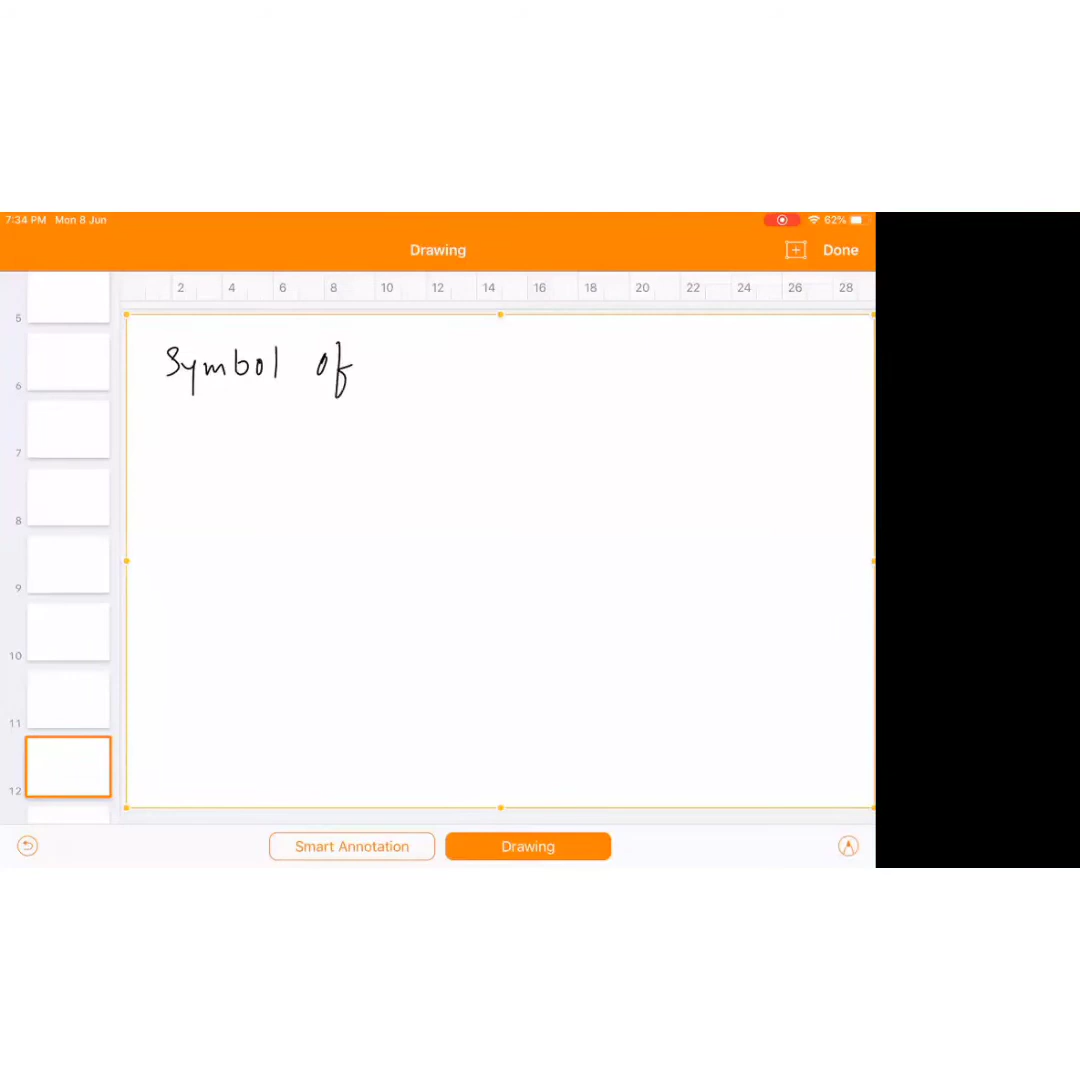 7:34 PM Mon 8 Jun 62%
Drawing Done
2 4 6 8 10 12 14 16 18 20 22 24 26 28
Symbol of
5
6
7
8
9
10
11
12
Smart Annotation Drawing